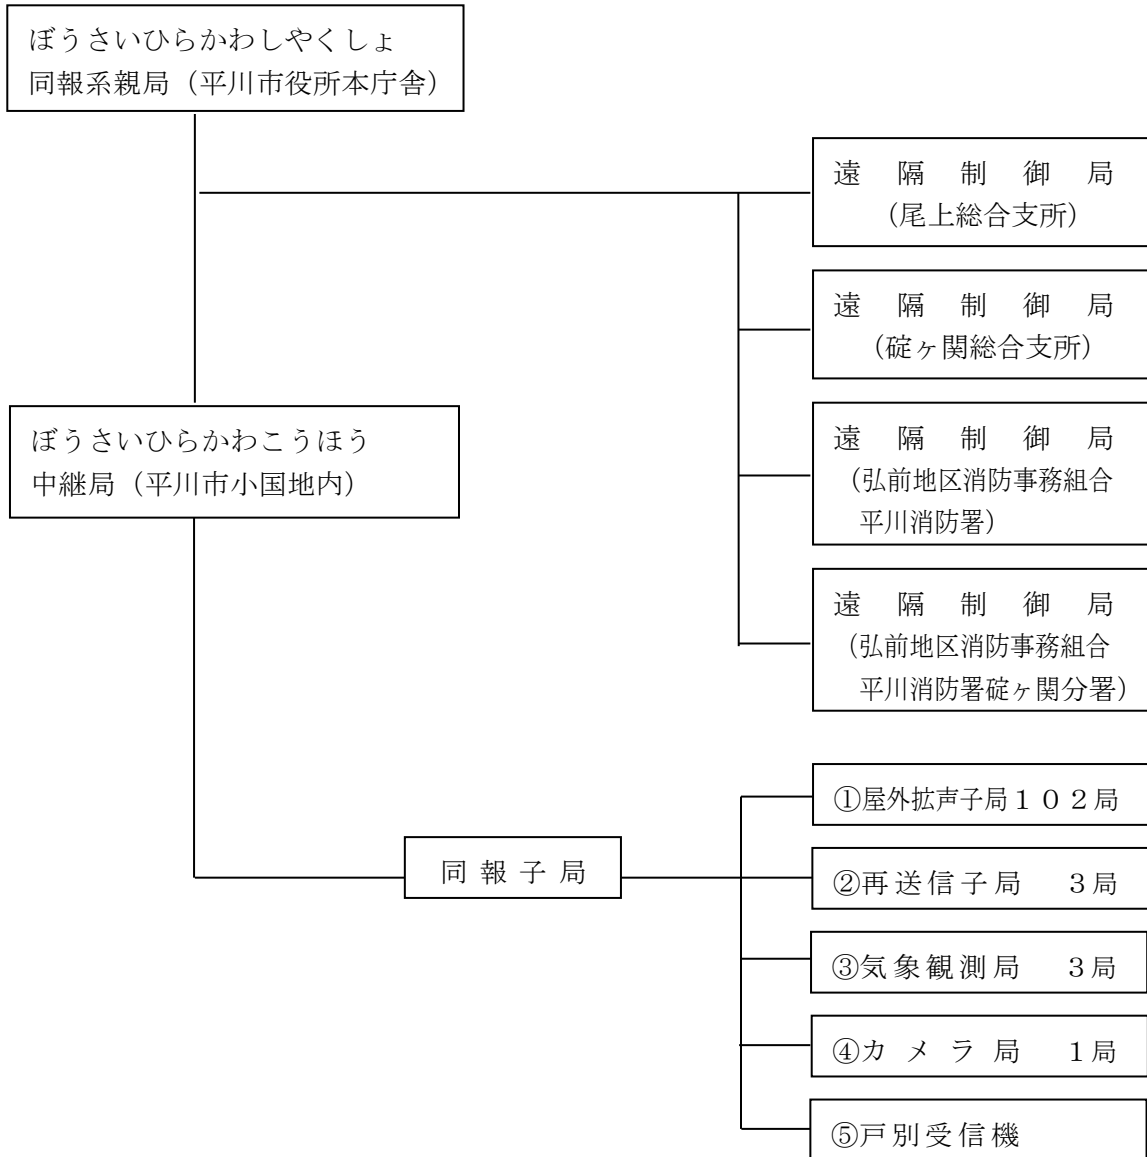 ぼうさいひらかわしやくしょ
同報系親局（平川市役所本庁舎）
遠隔制御局
（尾上総合支所）
遠隔制御局
（碇ヶ関総合支所）
ぼうさいひらかわこうほう
中継局（平川市小国地内）
遠隔制御局
（弘前地区消防事務組合
平川消防署）
遠隔制御局
（弘前地区消防事務組合
平川消防署碇ヶ関分署）
同報子局
①屋外拡声子局１０２局
②再送信子局　３局
③気象観測局　３局
④カメラ局　１局
⑤戸別受信機